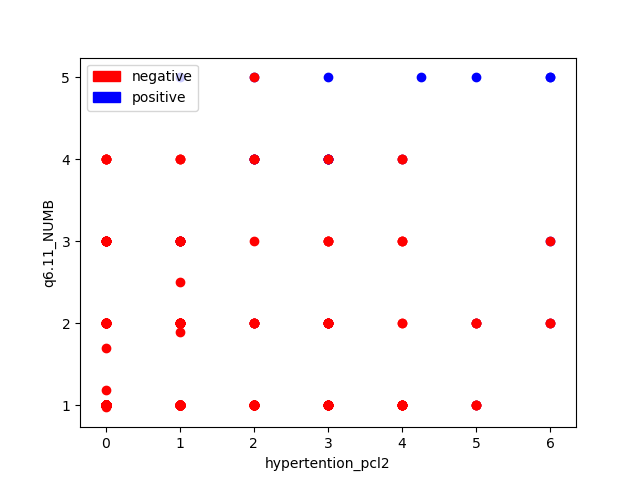 negative
positive
5
4
3
2
1
q6.11_NUMB
0 1 2 3 4 5 6
hypertention_pcl2